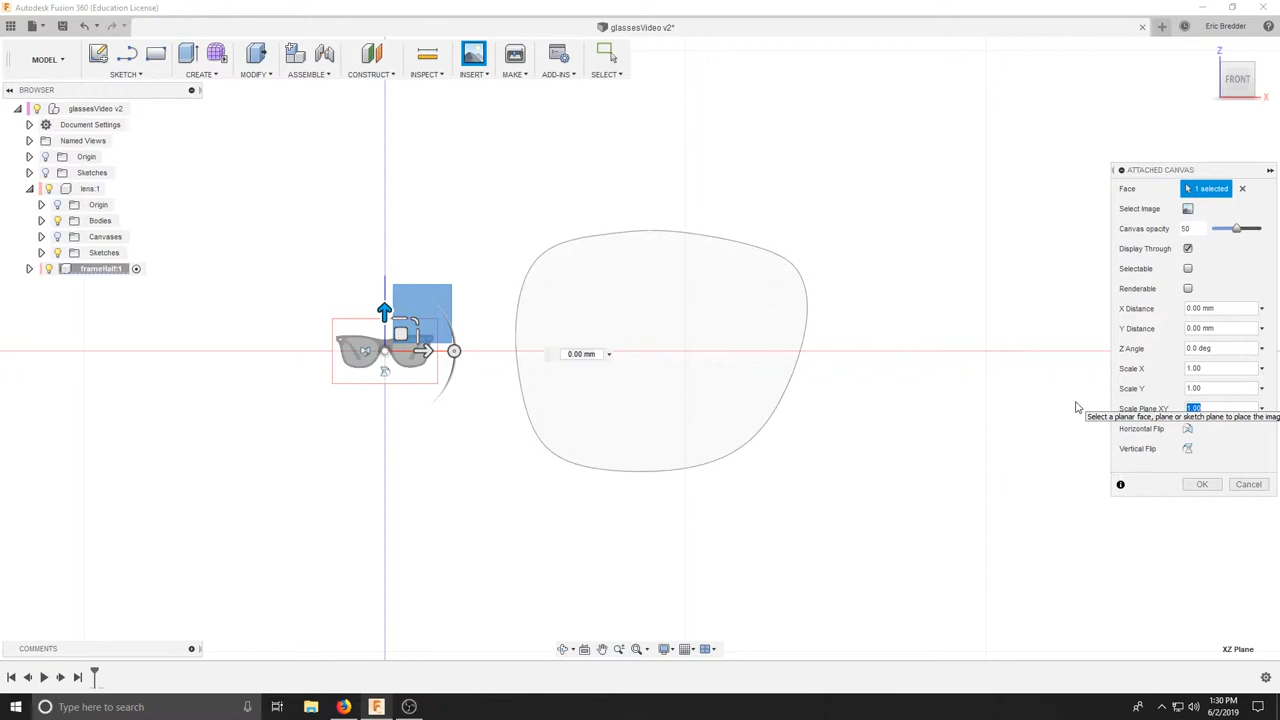 Autodesk Fusion 360 (Education License)
glassesVideo v2*
Eric Bredder
MODEL
SKETCH
CREATE
MODIFY
ASSEMBLE
CONSTRUCT
INSPECT
INSERT
MAKE
ADD-INS
SELECT
Z
FRONT
X
BROWSER
glassesVideo v2
Document Settings
Named Views
Origin
Sketches
lens:1
Origin
Bodies
Canvases
Sketches
frameHalf:1
0.00 mm
ATTACHED CANVAS
Face 1 selected
Select Image
Canvas opacity 50
Display Through
Selectable
Renderable
X Distance 0.00 mm
Y Distance 0.00 mm
Z Angle 0.0 deg
Scale X 1.00
Scale Y 1.00
Scale Plane XY 1.00
Select a planar face, plane or sketch plane to place the imag
Horizontal Flip
Vertical Flip
OK Cancel
COMMENTS
XZ Plane
Type here to search
1:30 PM
6/2/2019